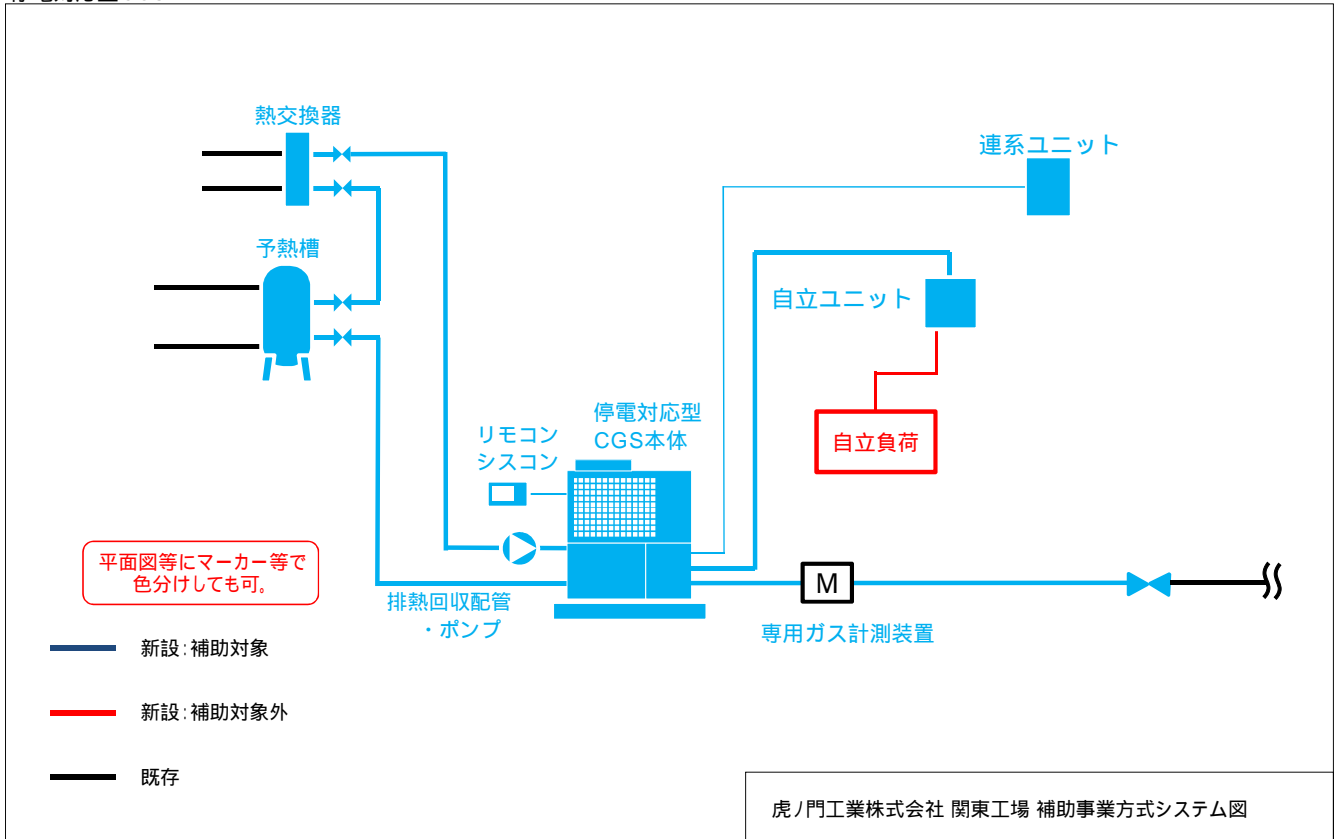 熱交換器
連系ユニット
予熱槽
自立ユニット
停電対応型
CGS本体
リモコン
シスコン
自立負荷
平面図等にマーカー等で
色分けしても可。
M
排熱回収配管
・ポンプ
専用ガス計測装置
新設:補助対象
新設:補助対象外
既存
虎ノ門工業株式会社 関東工場 補助事業方式システム図